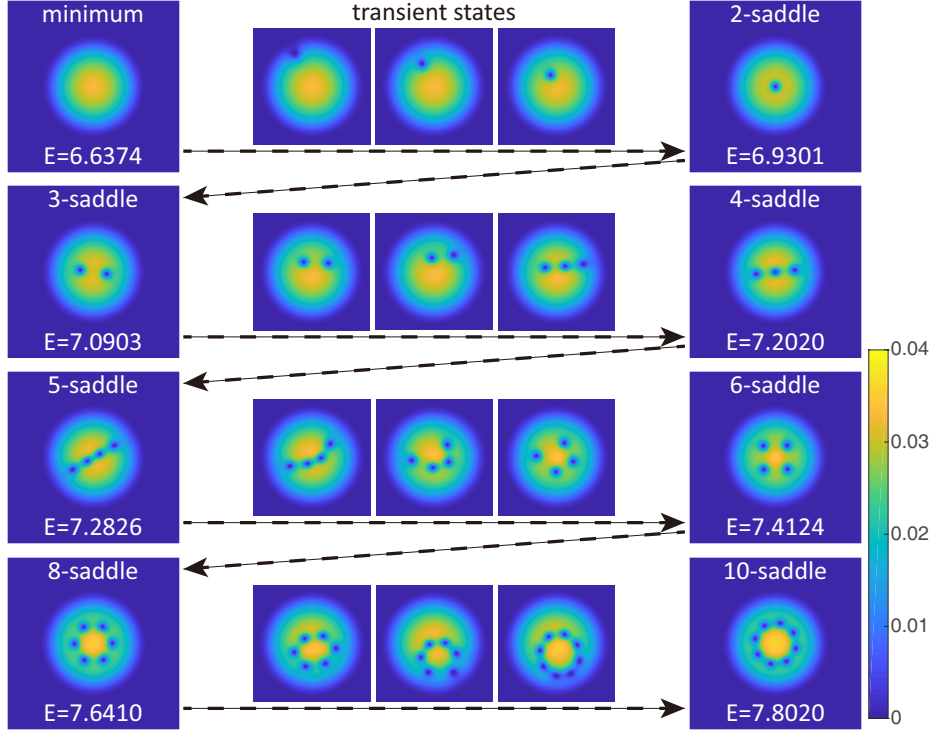 minimum
transient states
2-saddle
E=6.6374
E=6.9301
3-saddle
4-saddle
E=7.0903
E=7.2020
5-saddle
6-saddle
E=7.2826
E=7.4124
8-saddle
10-saddle
E=7.6410
E=7.8020
0.04
0.03
0.02
0.01
0